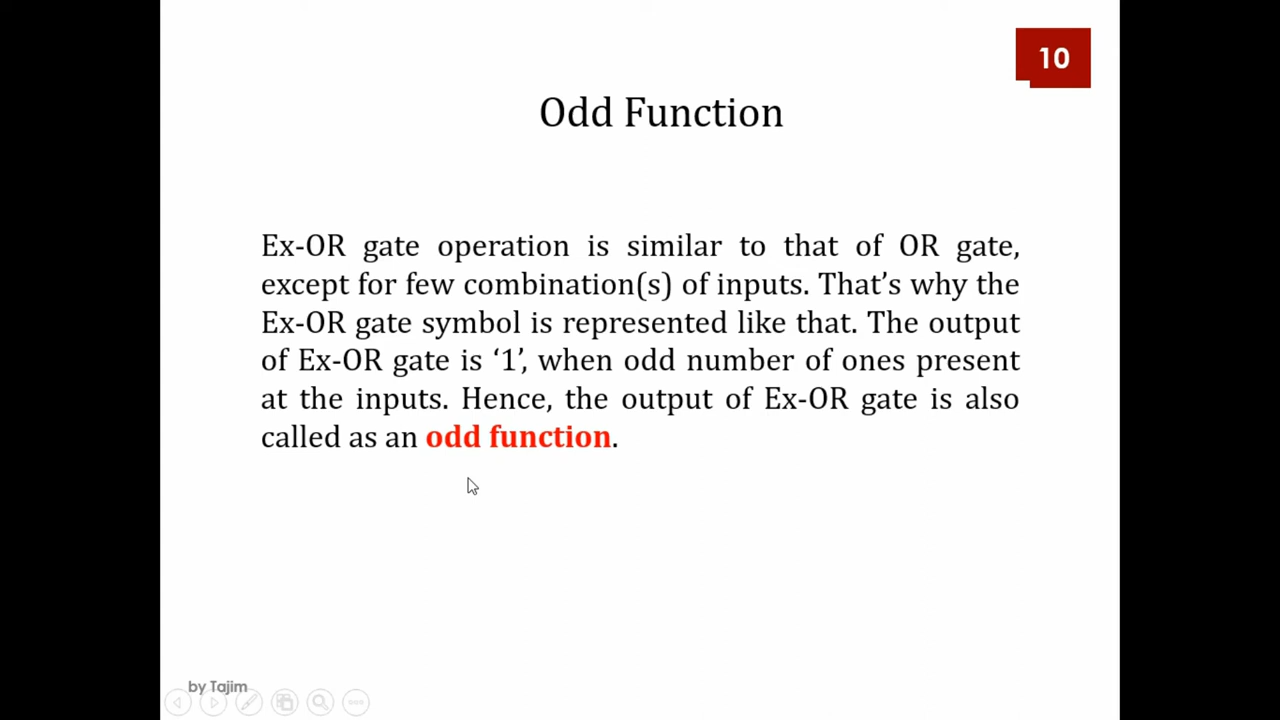 10
Odd Function
Ex-OR gate operation is similar to that of OR gate,
except for few combination(s) of inputs. That’s why the
Ex-OR gate symbol is represented like that. The output
of Ex-OR gate is ‘1’, when odd number of ones present
at the inputs. Hence, the output of Ex-OR gate is also
called as an odd function.
by Tajim